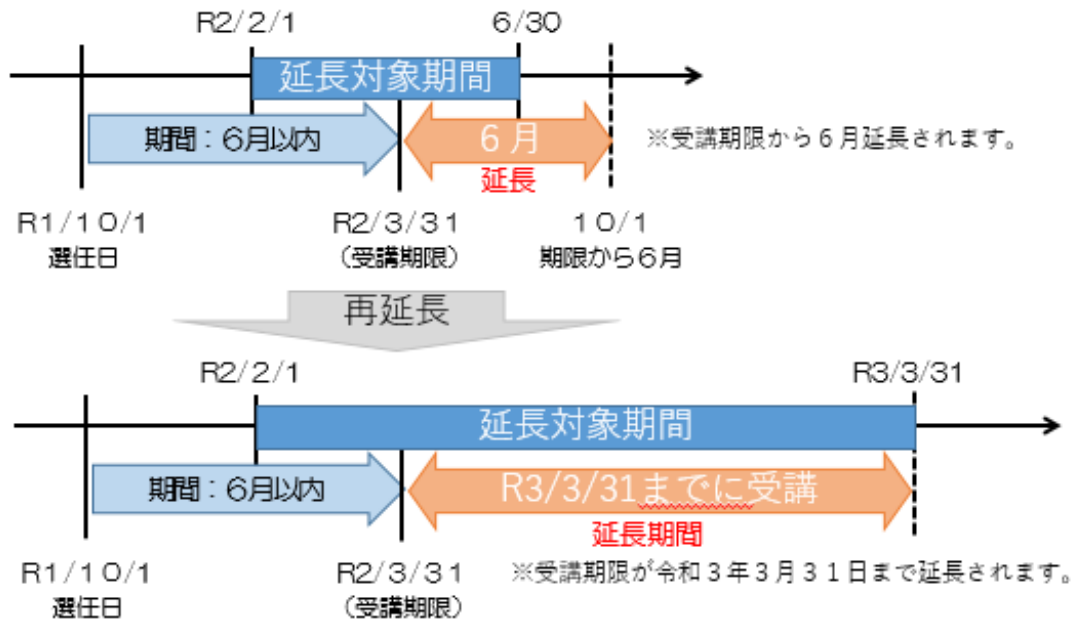 R2/2/1 6/30
延長対象期間
期間：６月以内 ６月 ※受講期限から６月延長されます。
延長
R1/１０/１ R2/３/３１ １０/１
選任日 （受講期限） 期限から６月
再延長
R2/2/1 R3/3/31
延長対象期間
期間：６月以内 R3/3/31までに受講
延長期間
R1/１０/１ R2/３/３１ ※受講期限が令和３年３月３１日まで延長されます。
選任日 （受講期限）